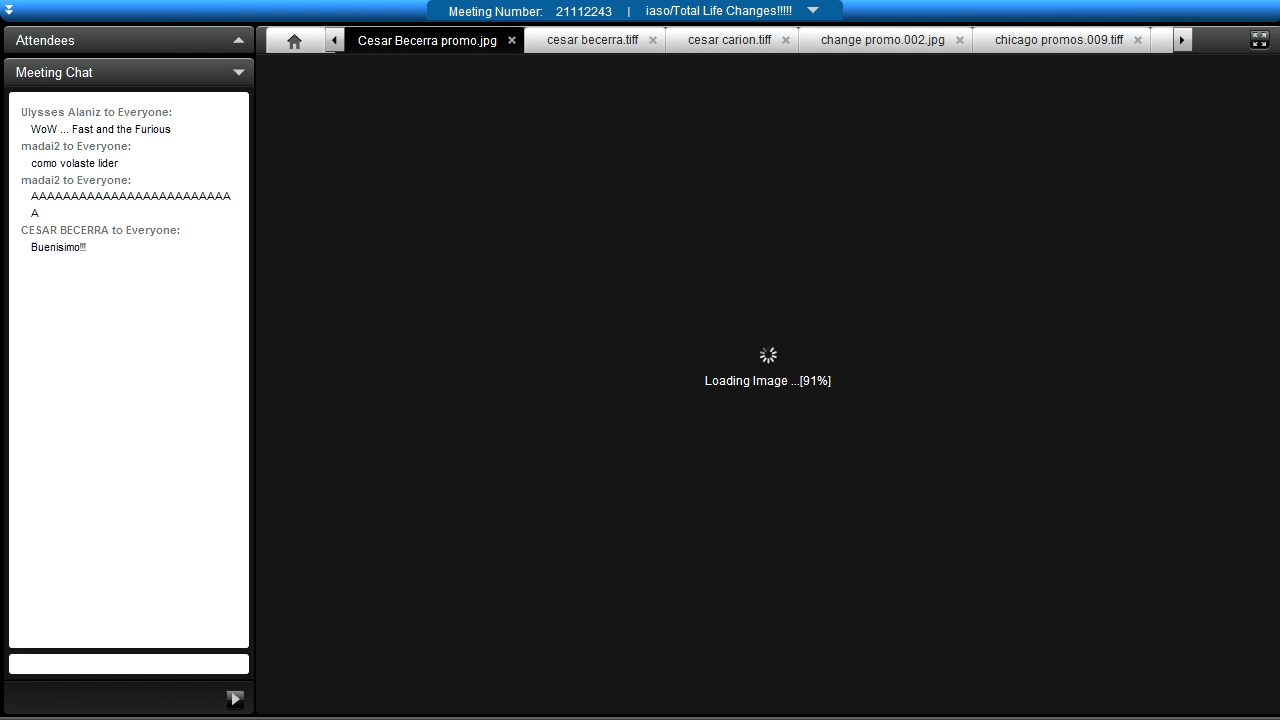 Meeting Number: 21112243 | iaso/Total Life Changes!!!!!
Attendees
Cesar Becerra promo.jpg
cesar becerra.tiff
cesar carion.tiff
change promo.002.jpg
chicago promos.009.tiff
Meeting Chat
Ulysses Alaniz to Everyone:
WoW ... Fast and the Furious
madai2 to Everyone:
como volaste lider
madai2 to Everyone:
AAAAAAAAAAAAAAAAAAAAAAAAA
A
CESAR BECERRA to Everyone:
Buenisimo!!!
Loading Image ...[91%]